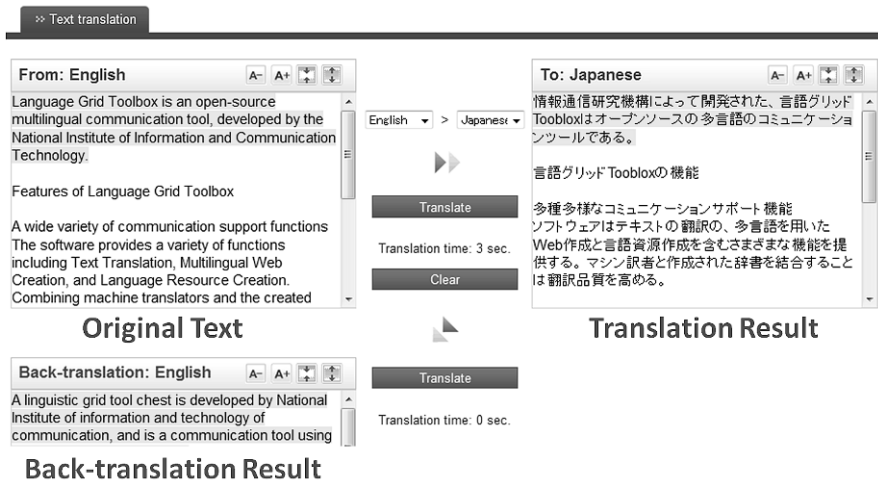 >> Text translation
From: English
A- A+
Language Grid Toolbox is an open-source
multilingual communication tool, developed by the
National Institute of Information and Communication
Technology.
Features of Language Grid Toolbox
A wide variety of communication support functions
The software provides a variety of functions
including Text Translation, Multilingual Web
Creation, and Language Resource Creation.
Combining machine translators and the created
Original Text
English > Japanese
Translate
Translation time: 3 sec.
Clear
To: Japanese
A- A+
情報通信研究機構によって開発された、言語グリッド
Toobloxはオープンソースの多言語のコミュニケーショ
ンツールである。
言語グリッドToobloxの機能
多種多様なコミュニケーションサポート機能
ソフトウェアはテキストの翻訳の、多言語を用いた
Web作成と言語資源作成を含むさまざまな機能を提
供する。マシン訳者と作成された辞書を結合すること
は翻訳品質を高める。
Translation Result
Back-translation: English
A- A+
A linguistic grid tool chest is developed by National
Institute of information and technology of
communication, and is a communication tool using
Back-translation Result
Translate
Translation time: 0 sec.